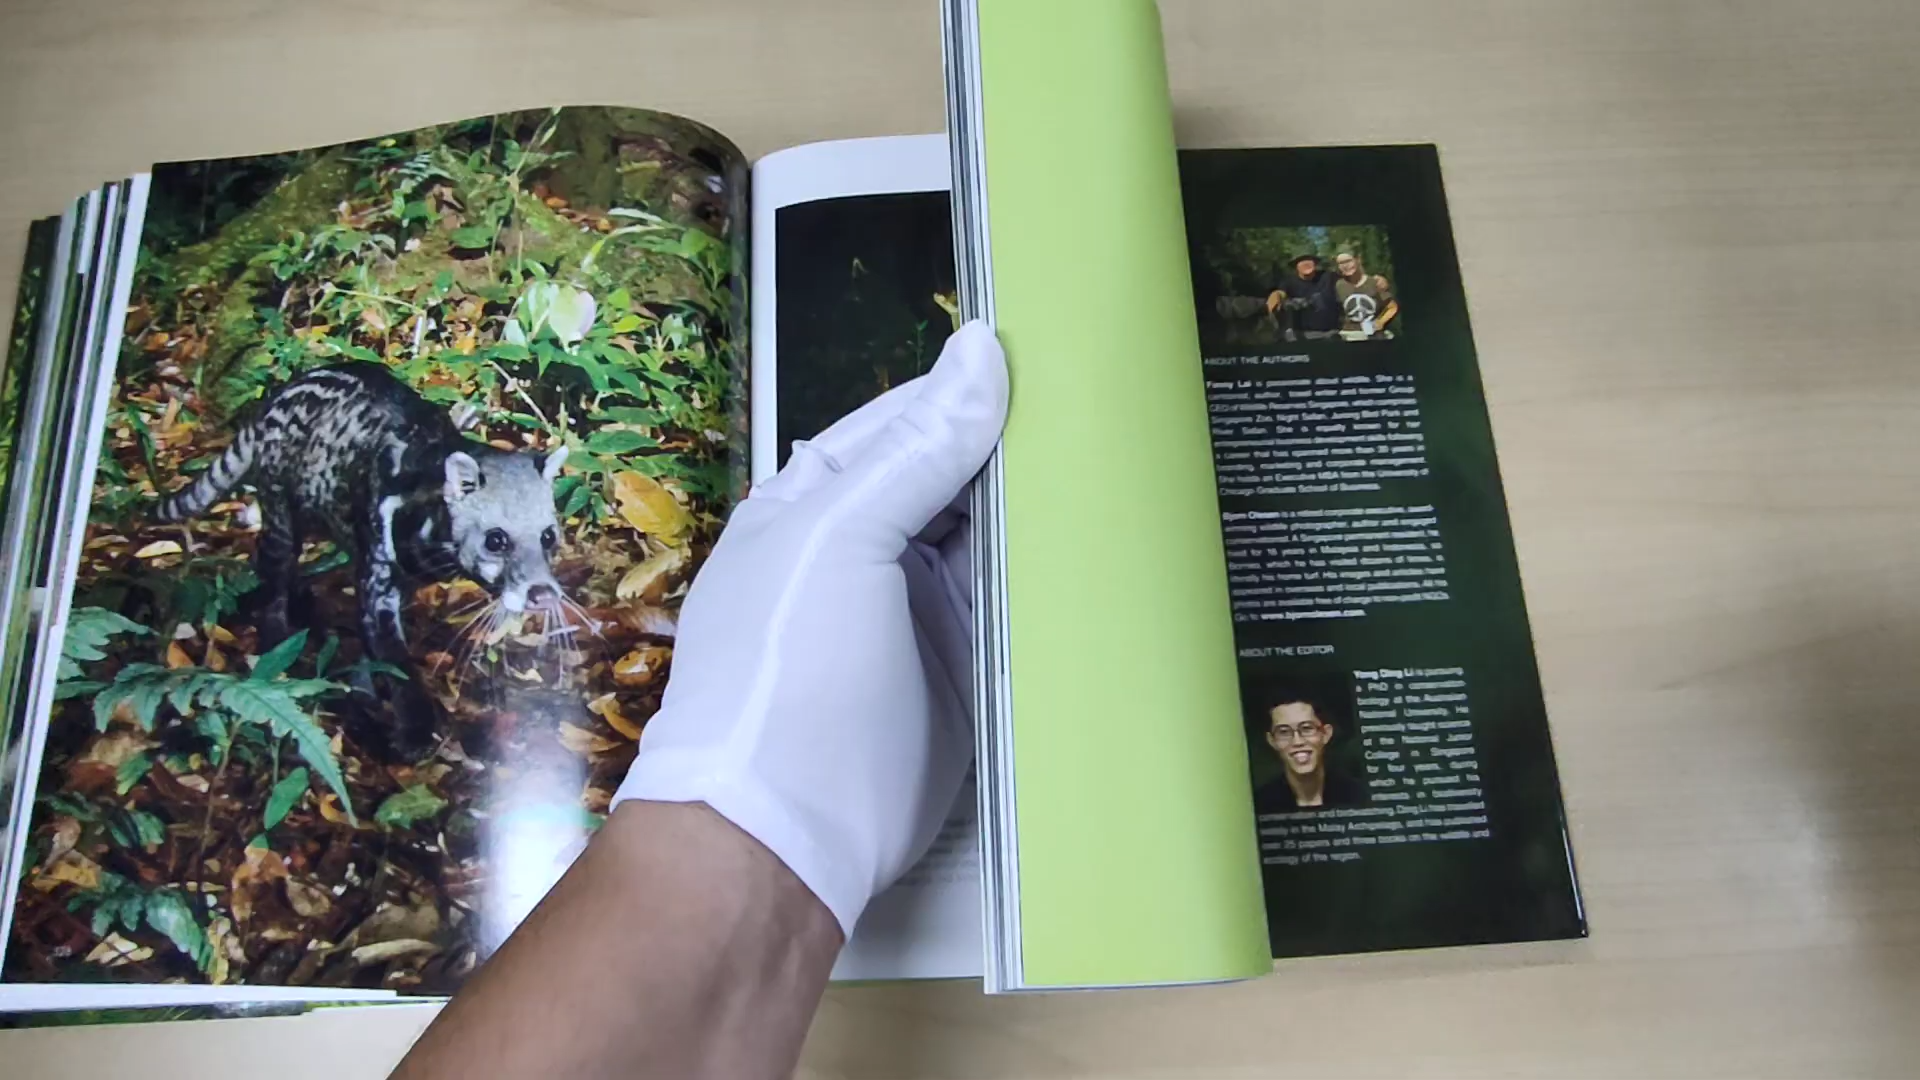 ABOUT THE AUTHORS
Fanny Lai is passionate about wildlife. She is a
cartoonist, author, travel writer and former Group
CEO of Wildlife Reserves Singapore, which comprises
Singapore Zoo, Night Safari, Jurong Bird Park and
River Safari. She is equally known for her
business development skills following
a career that has spanned more than 30 years in
branding, marketing and corporate management.
She holds an Executive MBA from the University of
Chicago Graduate School of Business.
Bjorn Olesen is a retired corporate executive, award-
winning wildlife photographer, author and engaged
conservationist. A Singapore permanent resident, he
lived for 16 years in Malaysia and Indonesia, so
Borneo, which he has visited dozens of times, is
literally his home turf. His images and articles have
appeared in overseas and local publications. All his
photos are available free of charge to non-profit NGOs.
Go to www.bjornolesen.com
ABOUT THE EDITOR
Yong Ding Li is pursuing
a PhD in conservation
biology at the Australian
National University. He
previously taught science
at the National Junior
College in Singapore
for four years, during
which he pursued his
interests in biodiversity
conservation and birdwatching. Ding Li has travelled
widely in the Malay Archipelago, and has published
over 25 papers and three books on the wildlife and
ecology of the region.